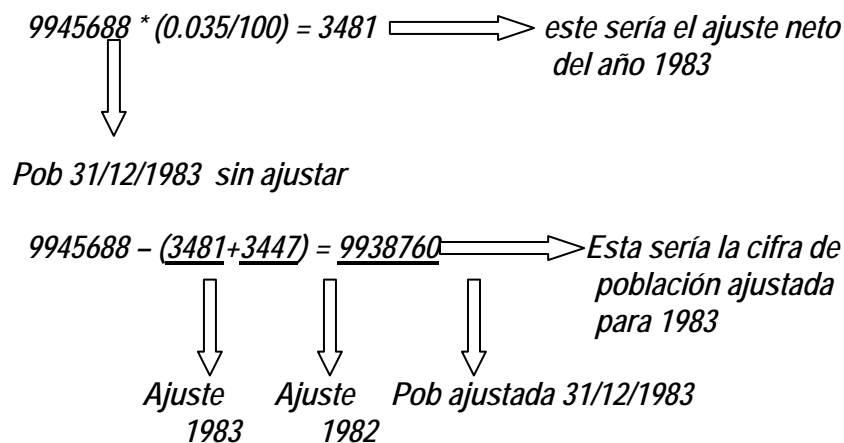 9945688 * (0.035/100) = 3481 este sería el ajuste neto
del año 1983
Pob 31/12/1983 sin ajustar
9945688 – (3481+3447) = 9938760 Esta sería la cifra de
población ajustada
para 1983
Ajuste Ajuste Pob ajustada 31/12/1983
1983 1982